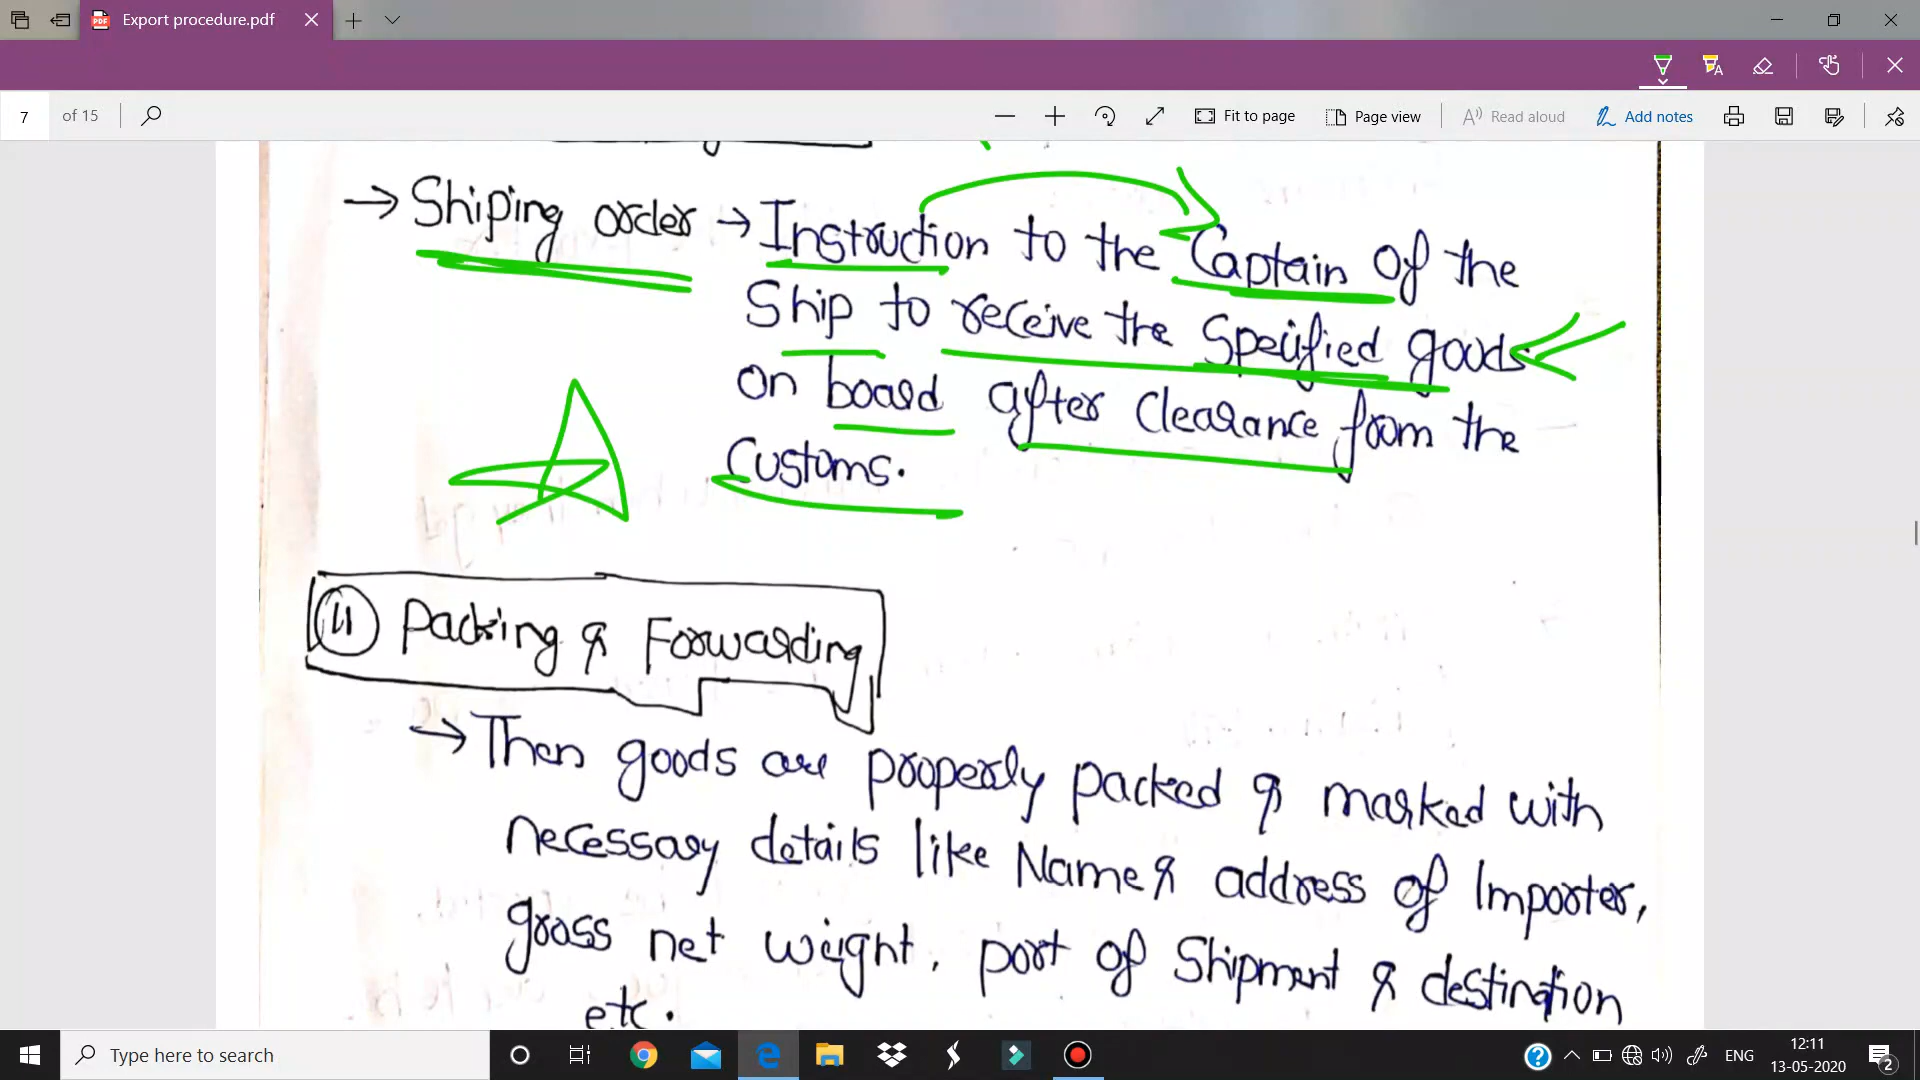 Export procedure.pdf
7 of 15
Fit to page
Page view
Read aloud
Add notes
→ Shiping order → Instruction to the Captain of the
Ship to receive the Specified goods
on board after Clearance from the
Customs.
11 Packing & Forwarding
→ Then goods are properly packed & marked with
necessary details like Name & address of Importer,
gross net weight, port of Shipment & destination
etc.
Type here to search
ENG
12:11
13-05-2020
2